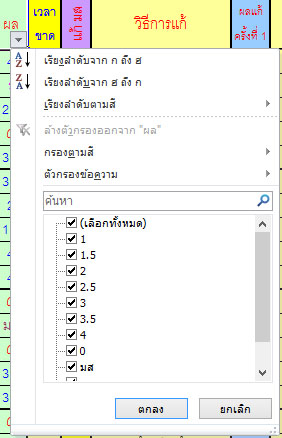 ผล
เวลา
ขาด
แก้ มส
วิธีการแก้
ผลแก้
ครั้งที่ 1
เรียงลำดับจาก ก ถึง ฮ
เรียงลำดับจาก ฮ ถึง ก
เรียงลำดับตามสี
ล้างตัวกรองออกจาก "ผล"
กรองตามสี
ตัวกรองข้อความ
ค้นหา
(เลือกทั้งหมด)
1
1.5
2
2.5
3
3.5
4
0
มส
ตกลง
ยกเลิก